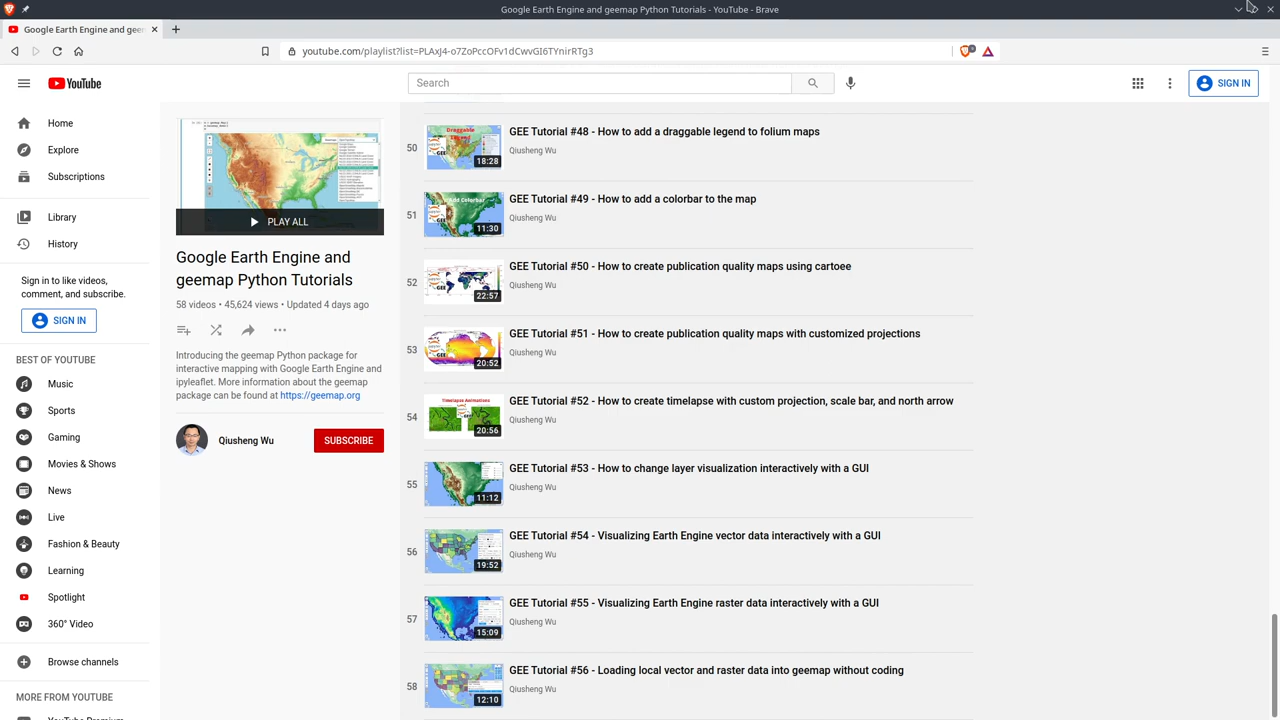 Google Earth Engine and geemap Python Tutorials - YouTube - Brave
Google Earth Engine and geem
youtube.com/playlist?list=PLAxJ4-o7ZoPccOFv1dCwvGI6TYnirRTg3
YouTube
Search
SIGN IN
Home
Explore
Subscriptions
Library
History
Sign in to like videos,
comment, and subscribe.
SIGN IN
BEST OF YOUTUBE
Music
Sports
Gaming
Movies & Shows
News
Live
Fashion & Beauty
Learning
Spotlight
360° Video
Browse channels
MORE FROM YOUTUBE
YouTube Premium
PLAY ALL
Google Earth Engine and
geemap Python Tutorials
58 videos • 45,624 views • Updated 4 days ago
Introducing the geemap Python package for
interactive mapping with Google Earth Engine and
ipyleaflet. More information about the geemap
package can be found at https://geemap.org
Qiusheng Wu
SUBSCRIBE
50
Draggable
18:28
GEE Tutorial #48 - How to add a draggable legend to folium maps
Qiusheng Wu
51
Add Colorbar
11:30
GEE Tutorial #49 - How to add a colorbar to the map
Qiusheng Wu
52
22:57
GEE Tutorial #50 - How to create publication quality maps using cartoee
Qiusheng Wu
53
20:52
GEE Tutorial #51 - How to create publication quality maps with customized projections
Qiusheng Wu
54
Timelapse Animations
20:56
GEE Tutorial #52 - How to create timelapse with custom projection, scale bar, and north arrow
Qiusheng Wu
55
11:12
GEE Tutorial #53 - How to change layer visualization interactively with a GUI
Qiusheng Wu
56
19:52
GEE Tutorial #54 - Visualizing Earth Engine vector data interactively with a GUI
Qiusheng Wu
57
15:09
GEE Tutorial #55 - Visualizing Earth Engine raster data interactively with a GUI
Qiusheng Wu
58
12:10
GEE Tutorial #56 - Loading local vector and raster data into geemap without coding
Qiusheng Wu